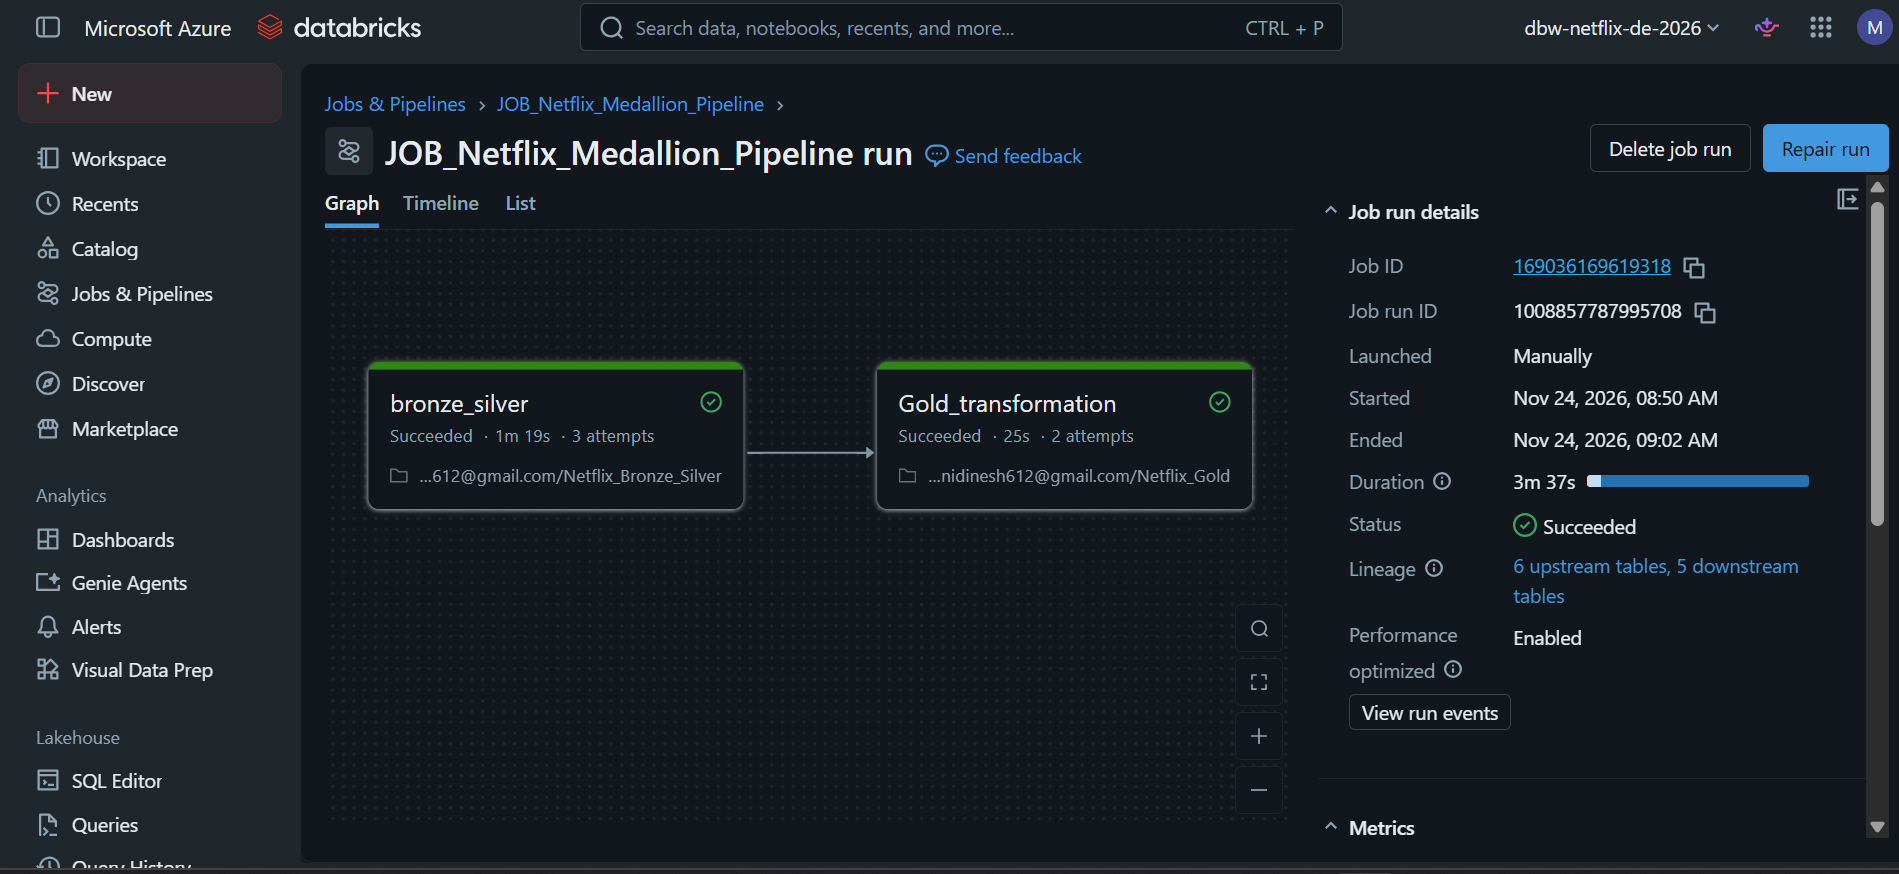 Microsoft Azure databricks
Search data, notebooks, recents, and more... CTRL + P
dbw-netflix-de-2026
M
New
Workspace
Recents
Catalog
Jobs & Pipelines
Compute
Discover
Marketplace
Analytics
Dashboards
Genie Agents
Alerts
Visual Data Prep
Lakehouse
SQL Editor
Queries
Query History
Jobs & Pipelines › JOB_Netflix_Medallion_Pipeline ›
JOB_Netflix_Medallion_Pipeline run Send feedback
Delete job run Repair run
Graph Timeline List
bronze_silver
Succeeded · 1m 19s · 3 attempts
...612@gmail.com/Netflix_Bronze_Silver
Gold_transformation
Succeeded · 25s · 2 attempts
...nidinesh612@gmail.com/Netflix_Gold
Job run details
Job ID 169036169619318
Job run ID 1008857787995708
Launched Manually
Started Nov 24, 2026, 08:50 AM
Ended Nov 24, 2026, 09:02 AM
Duration 3m 37s
Status Succeeded
Lineage 6 upstream tables, 5 downstream
tables
Performance Enabled
optimized
View run events
Metrics